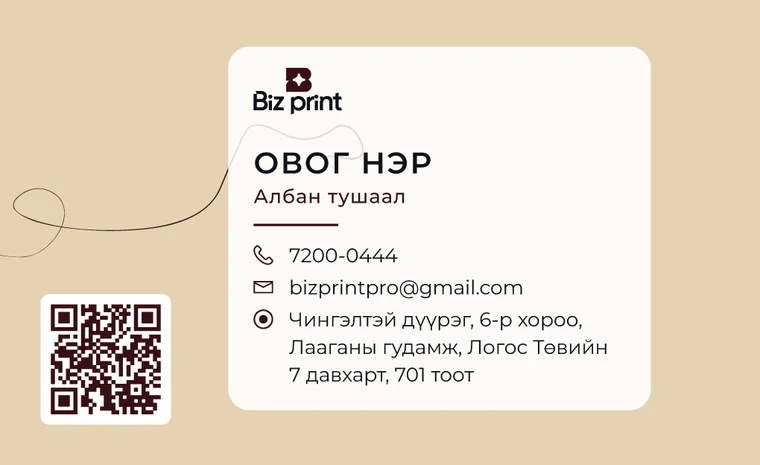 Biz print
ОВОГ НЭР
Албан тушаал
7200-0444
bizprintpro@gmail.com
Чингэлтэй дүүрэг, 6-р хороо,
Лааганы гудамж, Логос Төвийн
7 давхарт, 701 тоот